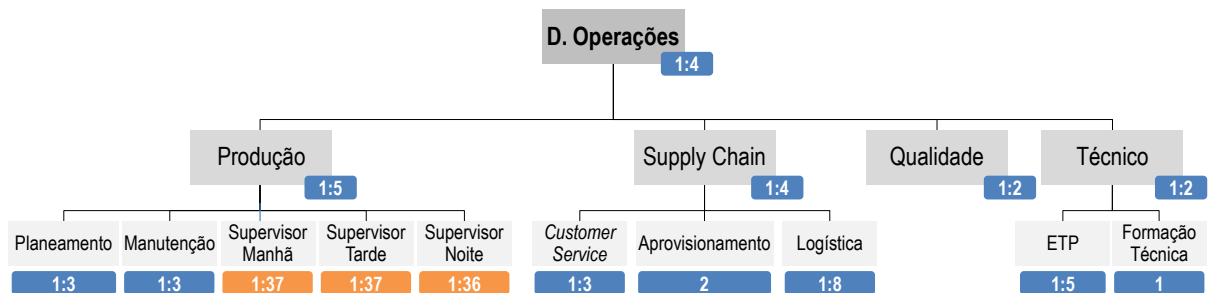 D. Operações
1:4
Produção
1:5
Supply Chain
1:4
Qualidade
1:2
Técnico
1:2
Planeamento
1:3
Manutenção
1:3
Supervisor
Manhã
1:37
Supervisor
Tarde
1:37
Supervisor
Noite
1:36
Customer
Service
1:3
Aprovisionamento
2
Logística
1:8
ETP
1:5
Formação
Técnica
1